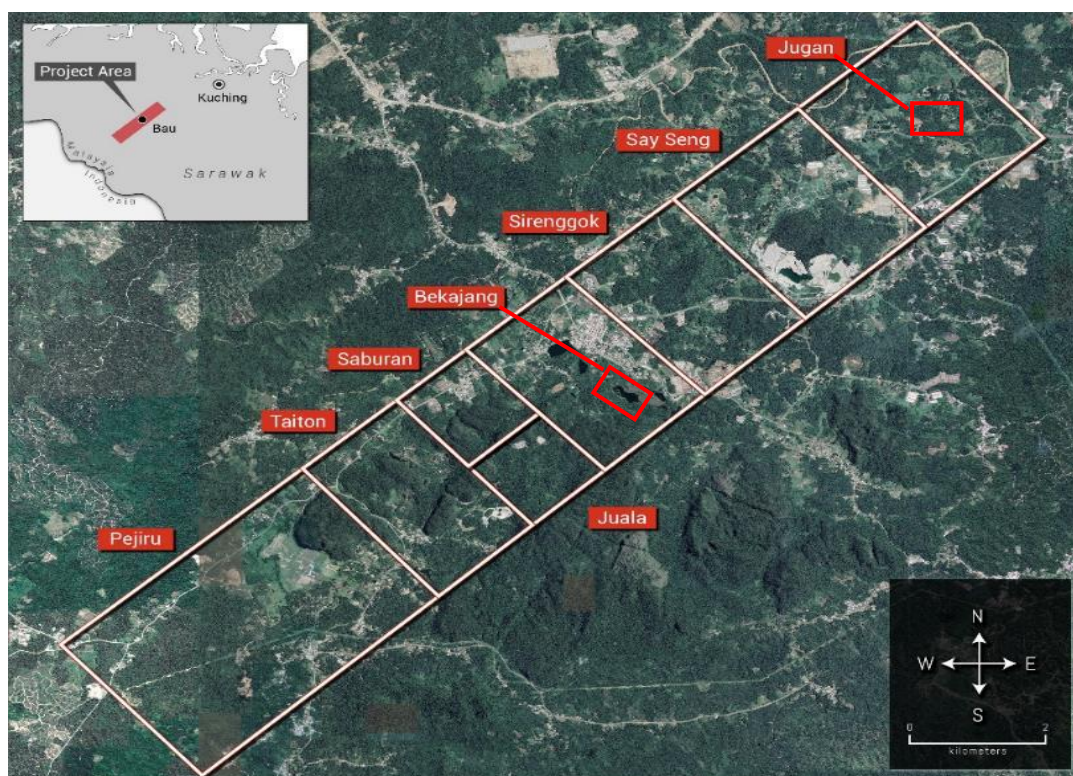 Project Area
Kuching
Bau
Malaysia
Indonesia
Sarawak
Jugan
Say Seng
Sirenggok
Bekajang
Saburan
Taiton
Pejiru
Juala
N
W E
S
0 2
kilometers